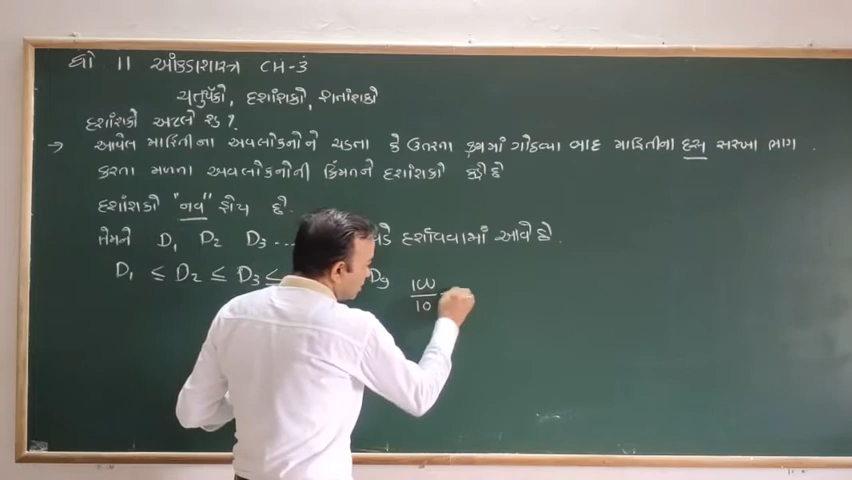 ધો 11 આંકડાશાસ્ત્ર CH-3
ચતુર્થકો, દશાંશકો, શતાંશકો
દશાંશકો એટલે શું ?
→ આપેલ માહિતીના અવલોકનોને ચડતા કે ઉતરતા ક્રમમાં ગોઠવ્યા બાદ માહિતીના દસ સરખા ભાગ
કરતા મળતા અવલોકનોની કિંમતને દશાંશકો કહે છે
દશાંશકો "નવ" હોય છે.
તેમને D₁ D₂ D₃ ... વડે દર્શાવવામાં આવે છે.
D₁ ≤ D₂ ≤ D₃ ≤ D₉ 100/10